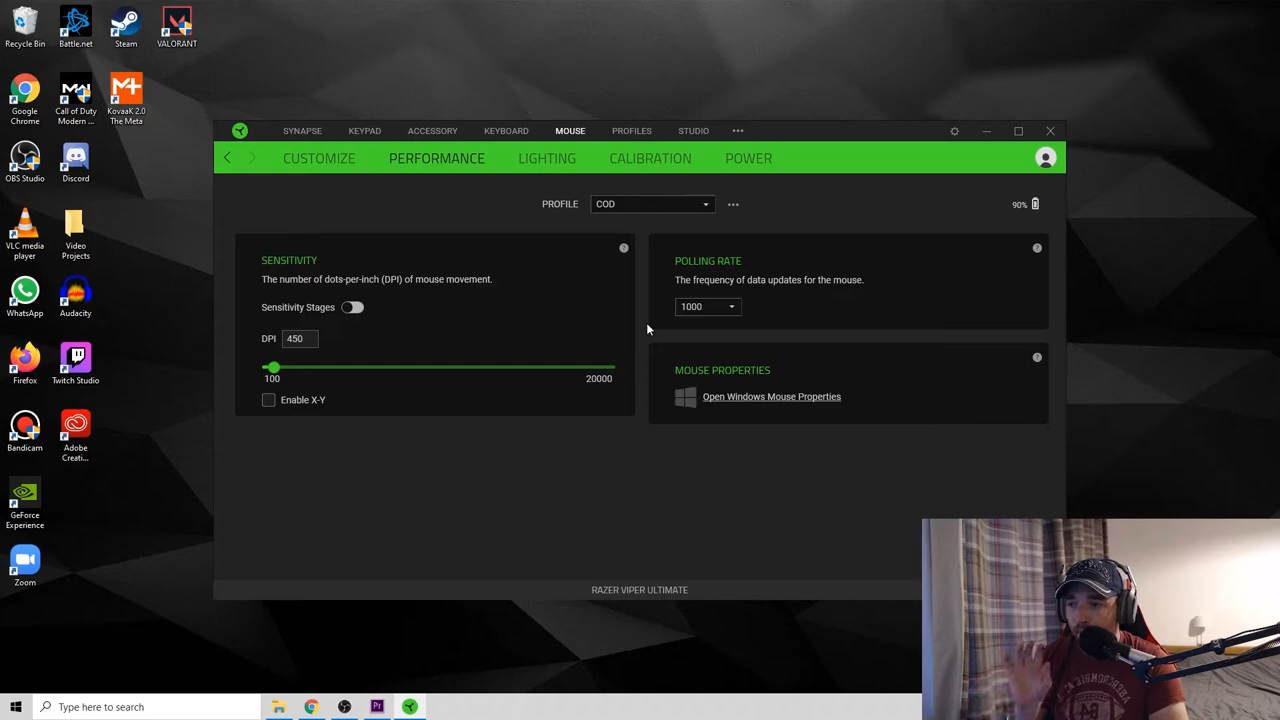 Recycle Bin
Battle.net
Steam
VALORANT
Google
Chrome
Call of Duty
Modern ...
KovaaK 2.0
The Meta
OBS Studio
Discord
VLC media
player
Video
Projects
WhatsApp
Audacity
Firefox
Twitch Studio
Bandicam
Adobe
Creati...
GeForce
Experience
Zoom
SYNAPSE
KEYPAD
ACCESSORY
KEYBOARD
MOUSE
PROFILES
STUDIO
CUSTOMIZE
PERFORMANCE
LIGHTING
CALIBRATION
POWER
PROFILE
COD
90%
SENSITIVITY
The number of dots-per-inch (DPI) of mouse movement.
Sensitivity Stages
DPI 450
100
20000
Enable X-Y
POLLING RATE
The frequency of data updates for the mouse.
1000
MOUSE PROPERTIES
Open Windows Mouse Properties
RAZER VIPER ULTIMATE
Type here to search
Pr